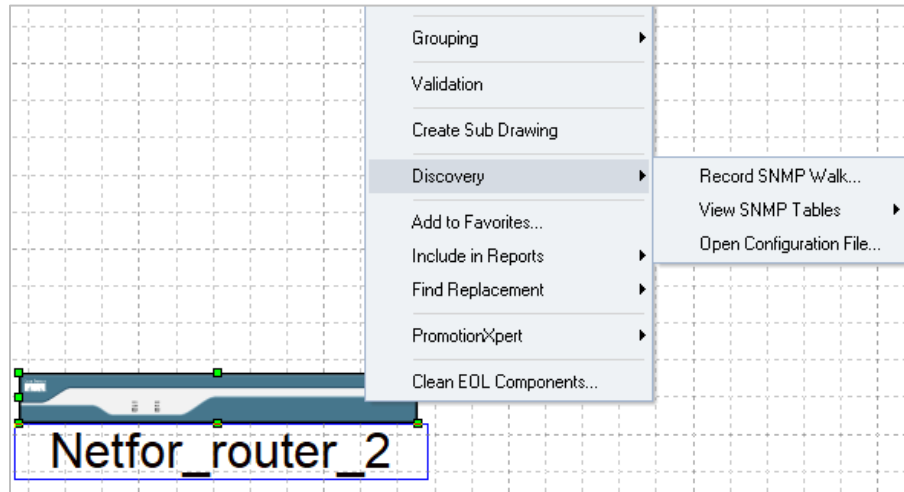 Grouping
Validation
Create Sub Drawing
Discovery
Record SNMP Walk...
View SNMP Tables
Open Configuration File...
Add to Favorites...
Include in Reports
Find Replacement
PromotionXpert
Clean EOL Components...
Netfor_router_2